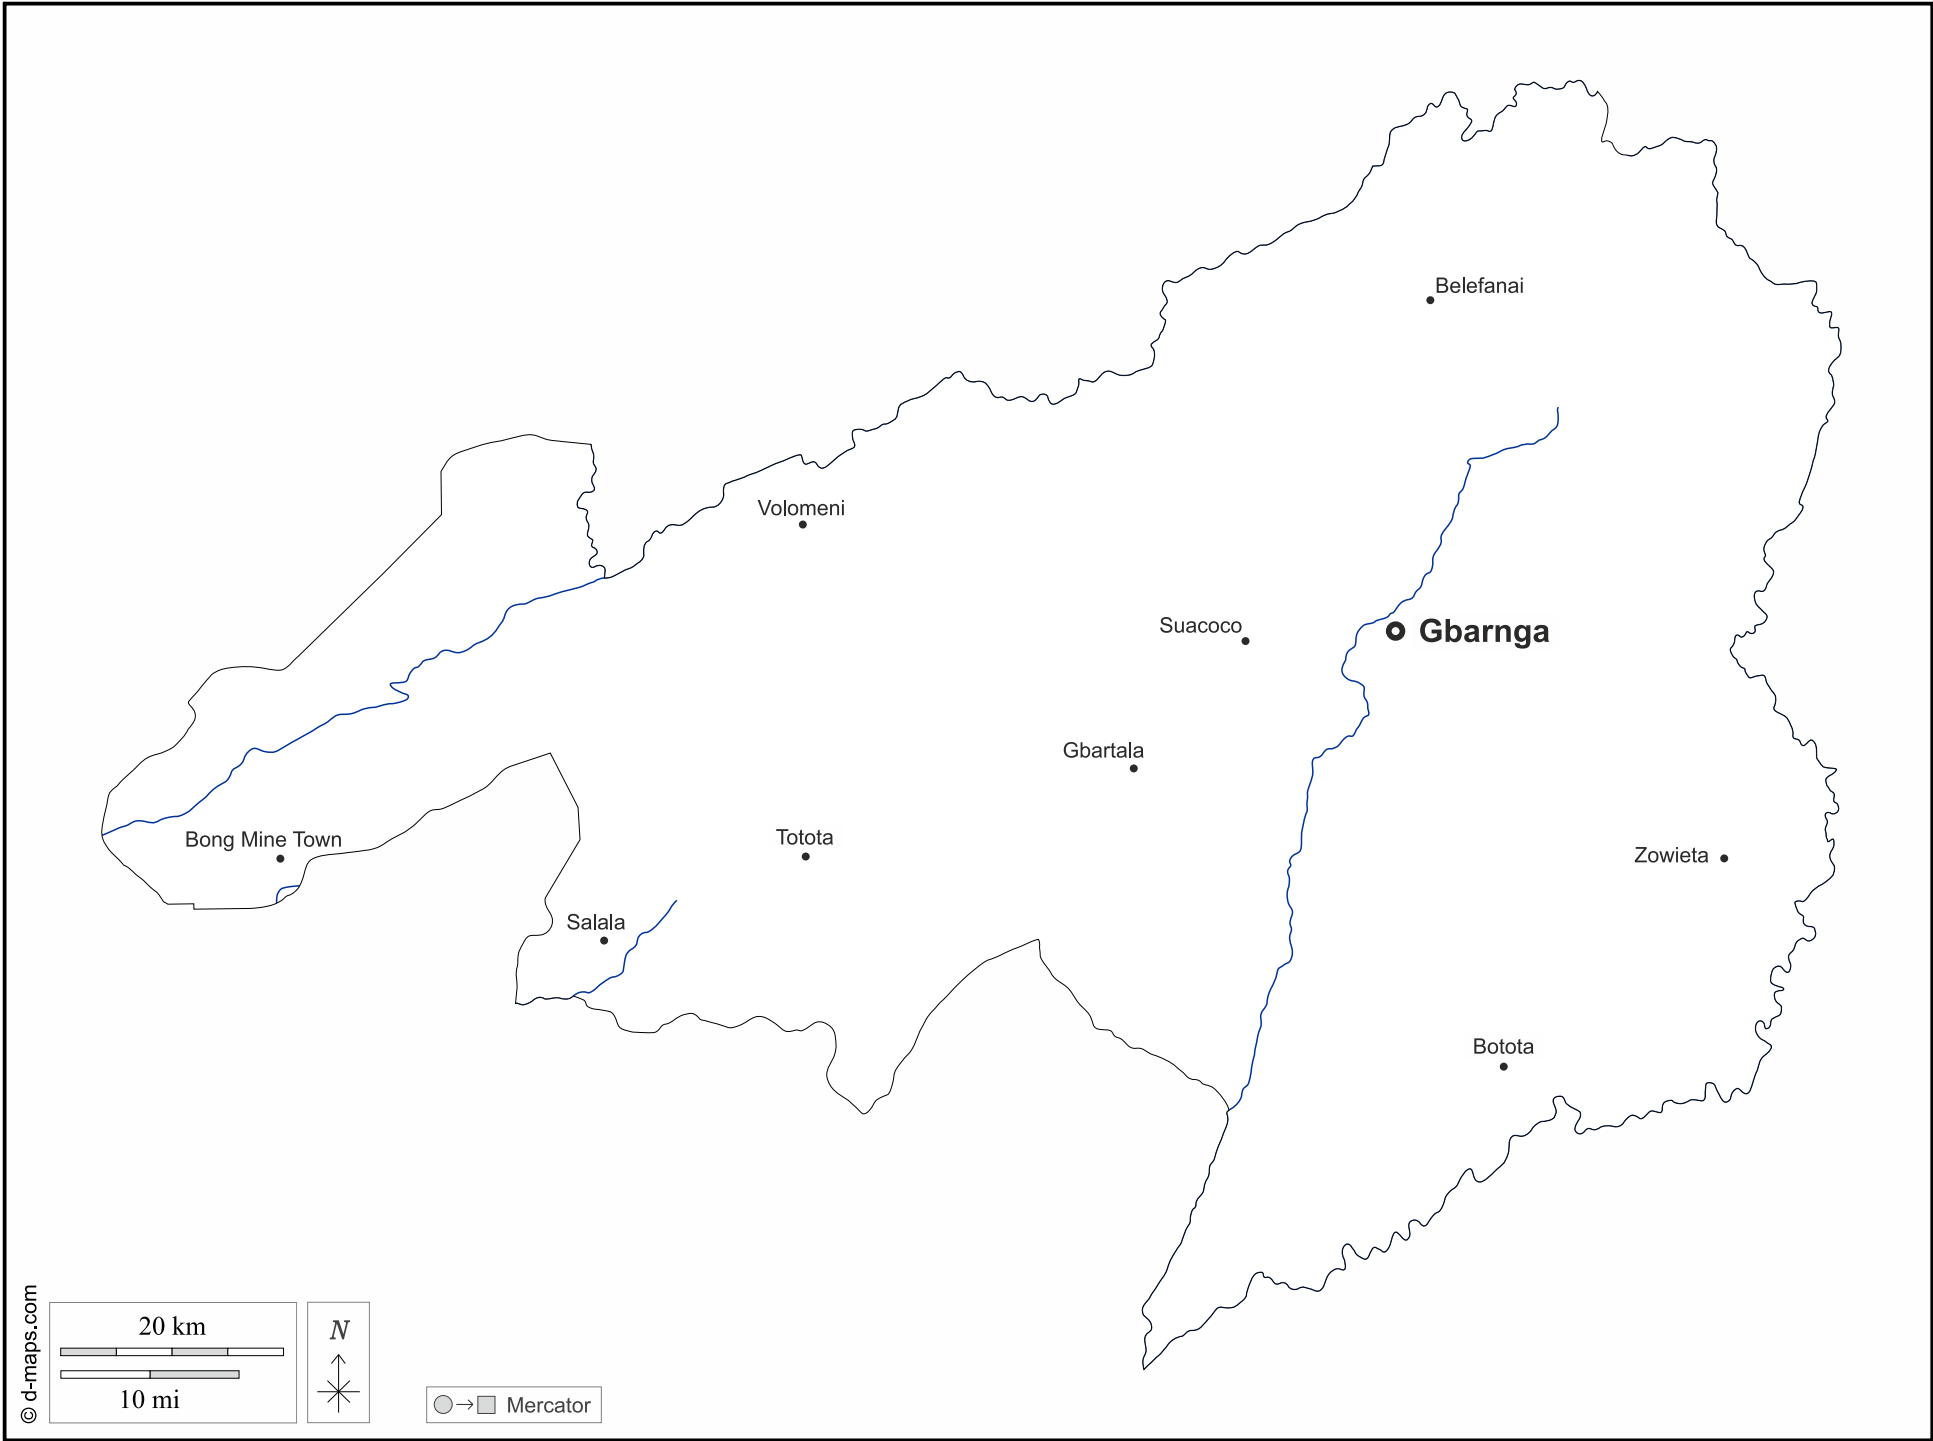 Belefanai
Volomeni
Suacoco
Gbarnga
Gbartala
Bong Mine Town
Totota
Zowieta
Salala
Botota
© d-maps.com
20 km
10 mi
N
Mercator